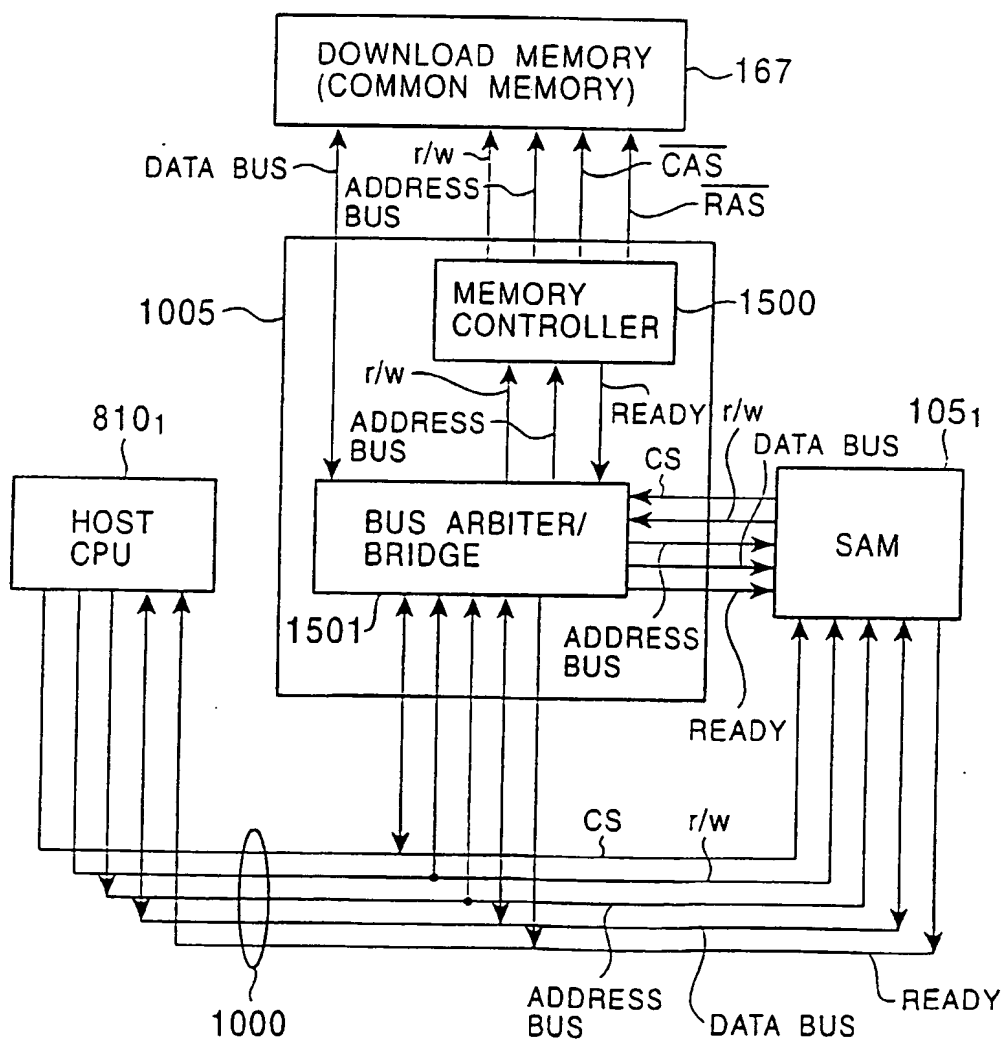 DOWNLOAD MEMORY
(COMMON MEMORY)
167
DATA BUS
r/w
ADDRESS
BUS
CAS
RAS
1005
MEMORY
CONTROLLER
1500
r/w
ADDRESS
BUS
READY
810₁
HOST
CPU
BUS ARBITER/
BRIDGE
1501
CS
r/w
DATA BUS
105₁
SAM
ADDRESS
BUS
READY
CS
r/w
1000
ADDRESS
BUS
DATA BUS
READY